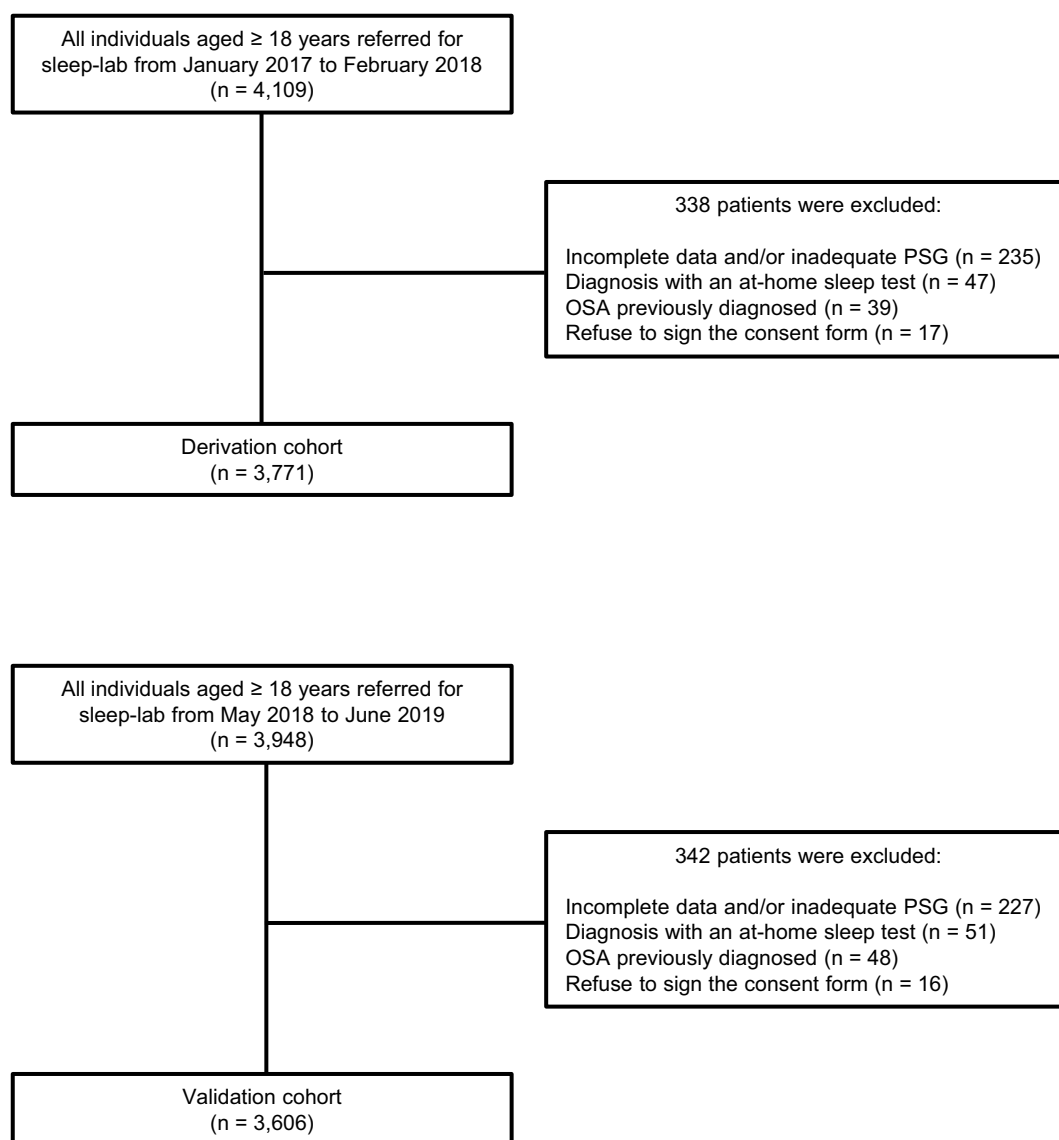 All individuals aged ≥ 18 years referred for
sleep-lab from January 2017 to February 2018
(n = 4,109)
338 patients were excluded:
Incomplete data and/or inadequate PSG (n = 235)
Diagnosis with an at-home sleep test (n = 47)
OSA previously diagnosed (n = 39)
Refuse to sign the consent form (n = 17)
Derivation cohort
(n = 3,771)
All individuals aged ≥ 18 years referred for
sleep-lab from May 2018 to June 2019
(n = 3,948)
342 patients were excluded:
Incomplete data and/or inadequate PSG (n = 227)
Diagnosis with an at-home sleep test (n = 51)
OSA previously diagnosed (n = 48)
Refuse to sign the consent form (n = 16)
Validation cohort
(n = 3,606)